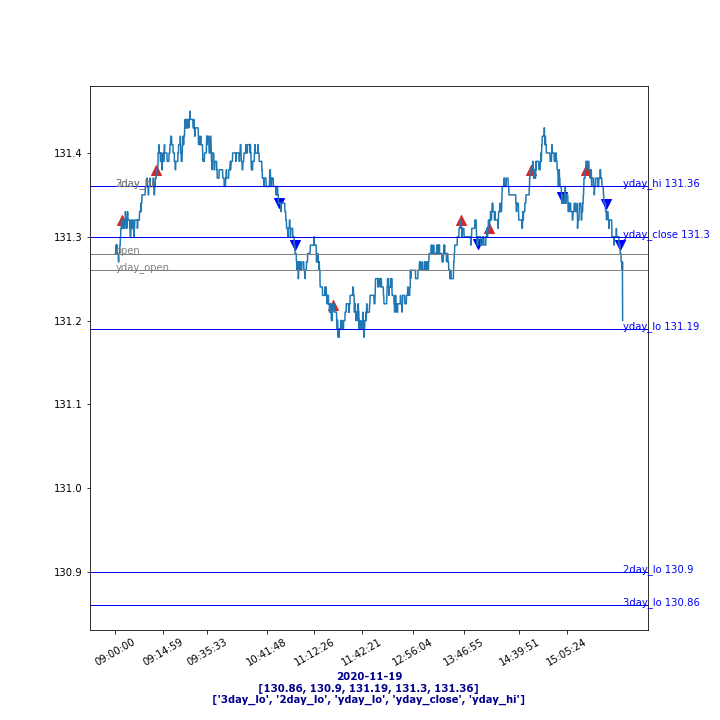 131.4
131.3
131.2
131.1
131.0
130.9
yday_hi 131.36
yday_close 131.3
open
yday_open
yday_lo 131.19
2day_lo 130.9
3day_lo 130.86
09:00:00
09:14:59
09:35:33
10:41:48
11:12:26
11:42:21
12:56:04
13:46:55
14:39:51
15:05:24
2020-11-19
[130.86, 130.9, 131.19, 131.3, 131.36]
['3day_lo', '2day_lo', 'yday_lo', 'yday_close', 'yday_hi']